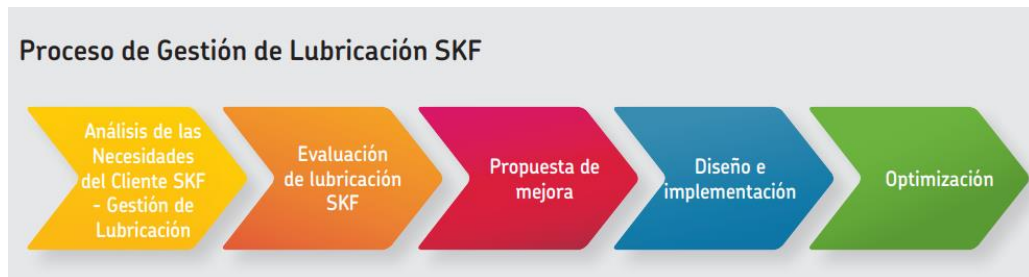 Proceso de Gestión de Lubricación SKF
Análisis de las
Necesidades
del Cliente SKF
- Gestión de
Lubricación
Evaluación
de lubricación
SKF
Propuesta de
mejora
Diseño e
implementación
Optimización